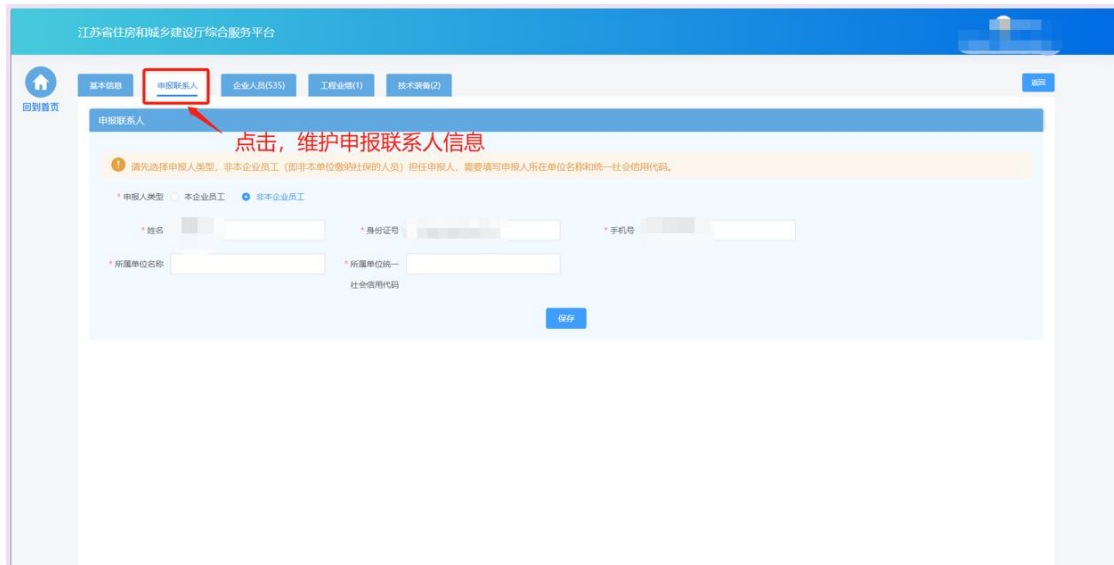 江苏省住房和城乡建设厅综合服务平台
回到首页
基本信息 申报联系人 企业人员(535) 工程业绩(1) 技术装备(2) 返回
申报联系人
点击，维护申报联系人信息
请先选择申报人类型，非本企业员工（即非本单位缴纳社保的人员）担任申报人，需要填写申报人所在单位名称和统一社会信用代码。
* 申报人类型 本企业员工 非本企业员工
* 姓名 * 身份证号 * 手机号
* 所属单位名称 * 所属单位统一
社会信用代码
保存